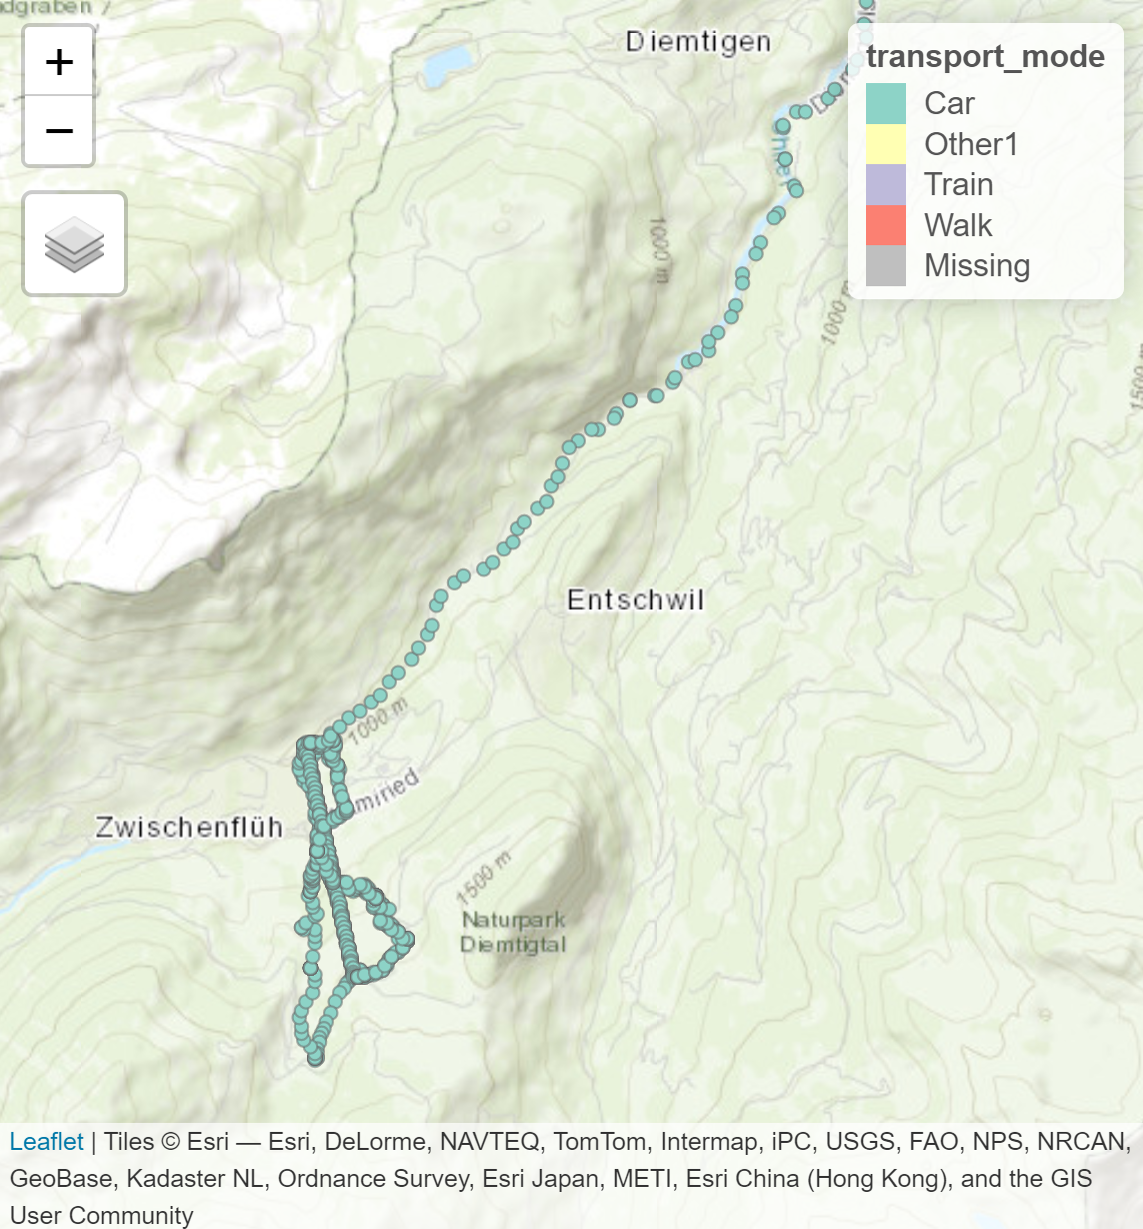 dgraben
Diemtigen
+
−
transport_mode
Car
Other1
Train
Walk
Missing
1000 m
1000 m
1500 m
Entschwil
1000 m
Zwischenflüh
1500 m
Naturpark
Diemtigtal
Leaflet | Tiles © Esri — Esri, DeLorme, NAVTEQ, TomTom, Intermap, iPC, USGS, FAO, NPS, NRCAN,
GeoBase, Kadaster NL, Ordnance Survey, Esri Japan, METI, Esri China (Hong Kong), and the GIS
User Community